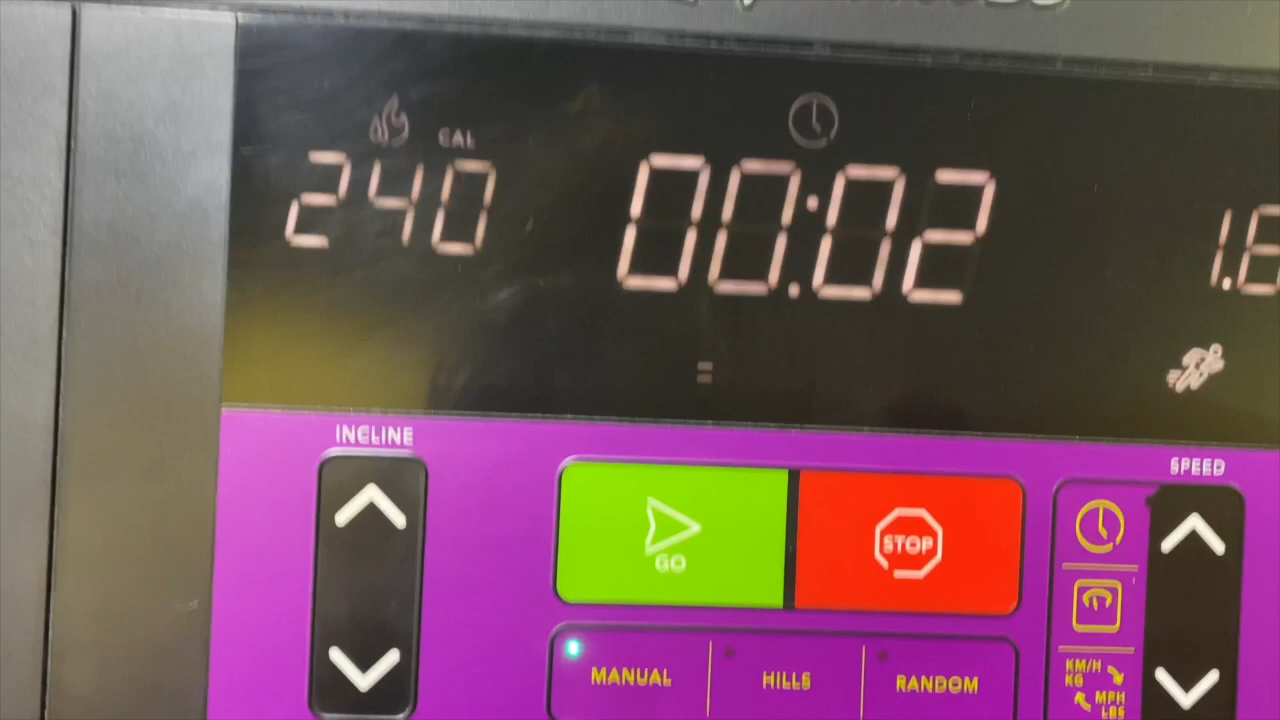 CAL
240
00:02
INCLINE
SPEED
GO
STOP
MANUAL
HILLS
RANDOM
KM/H
KG
MPH
LBS